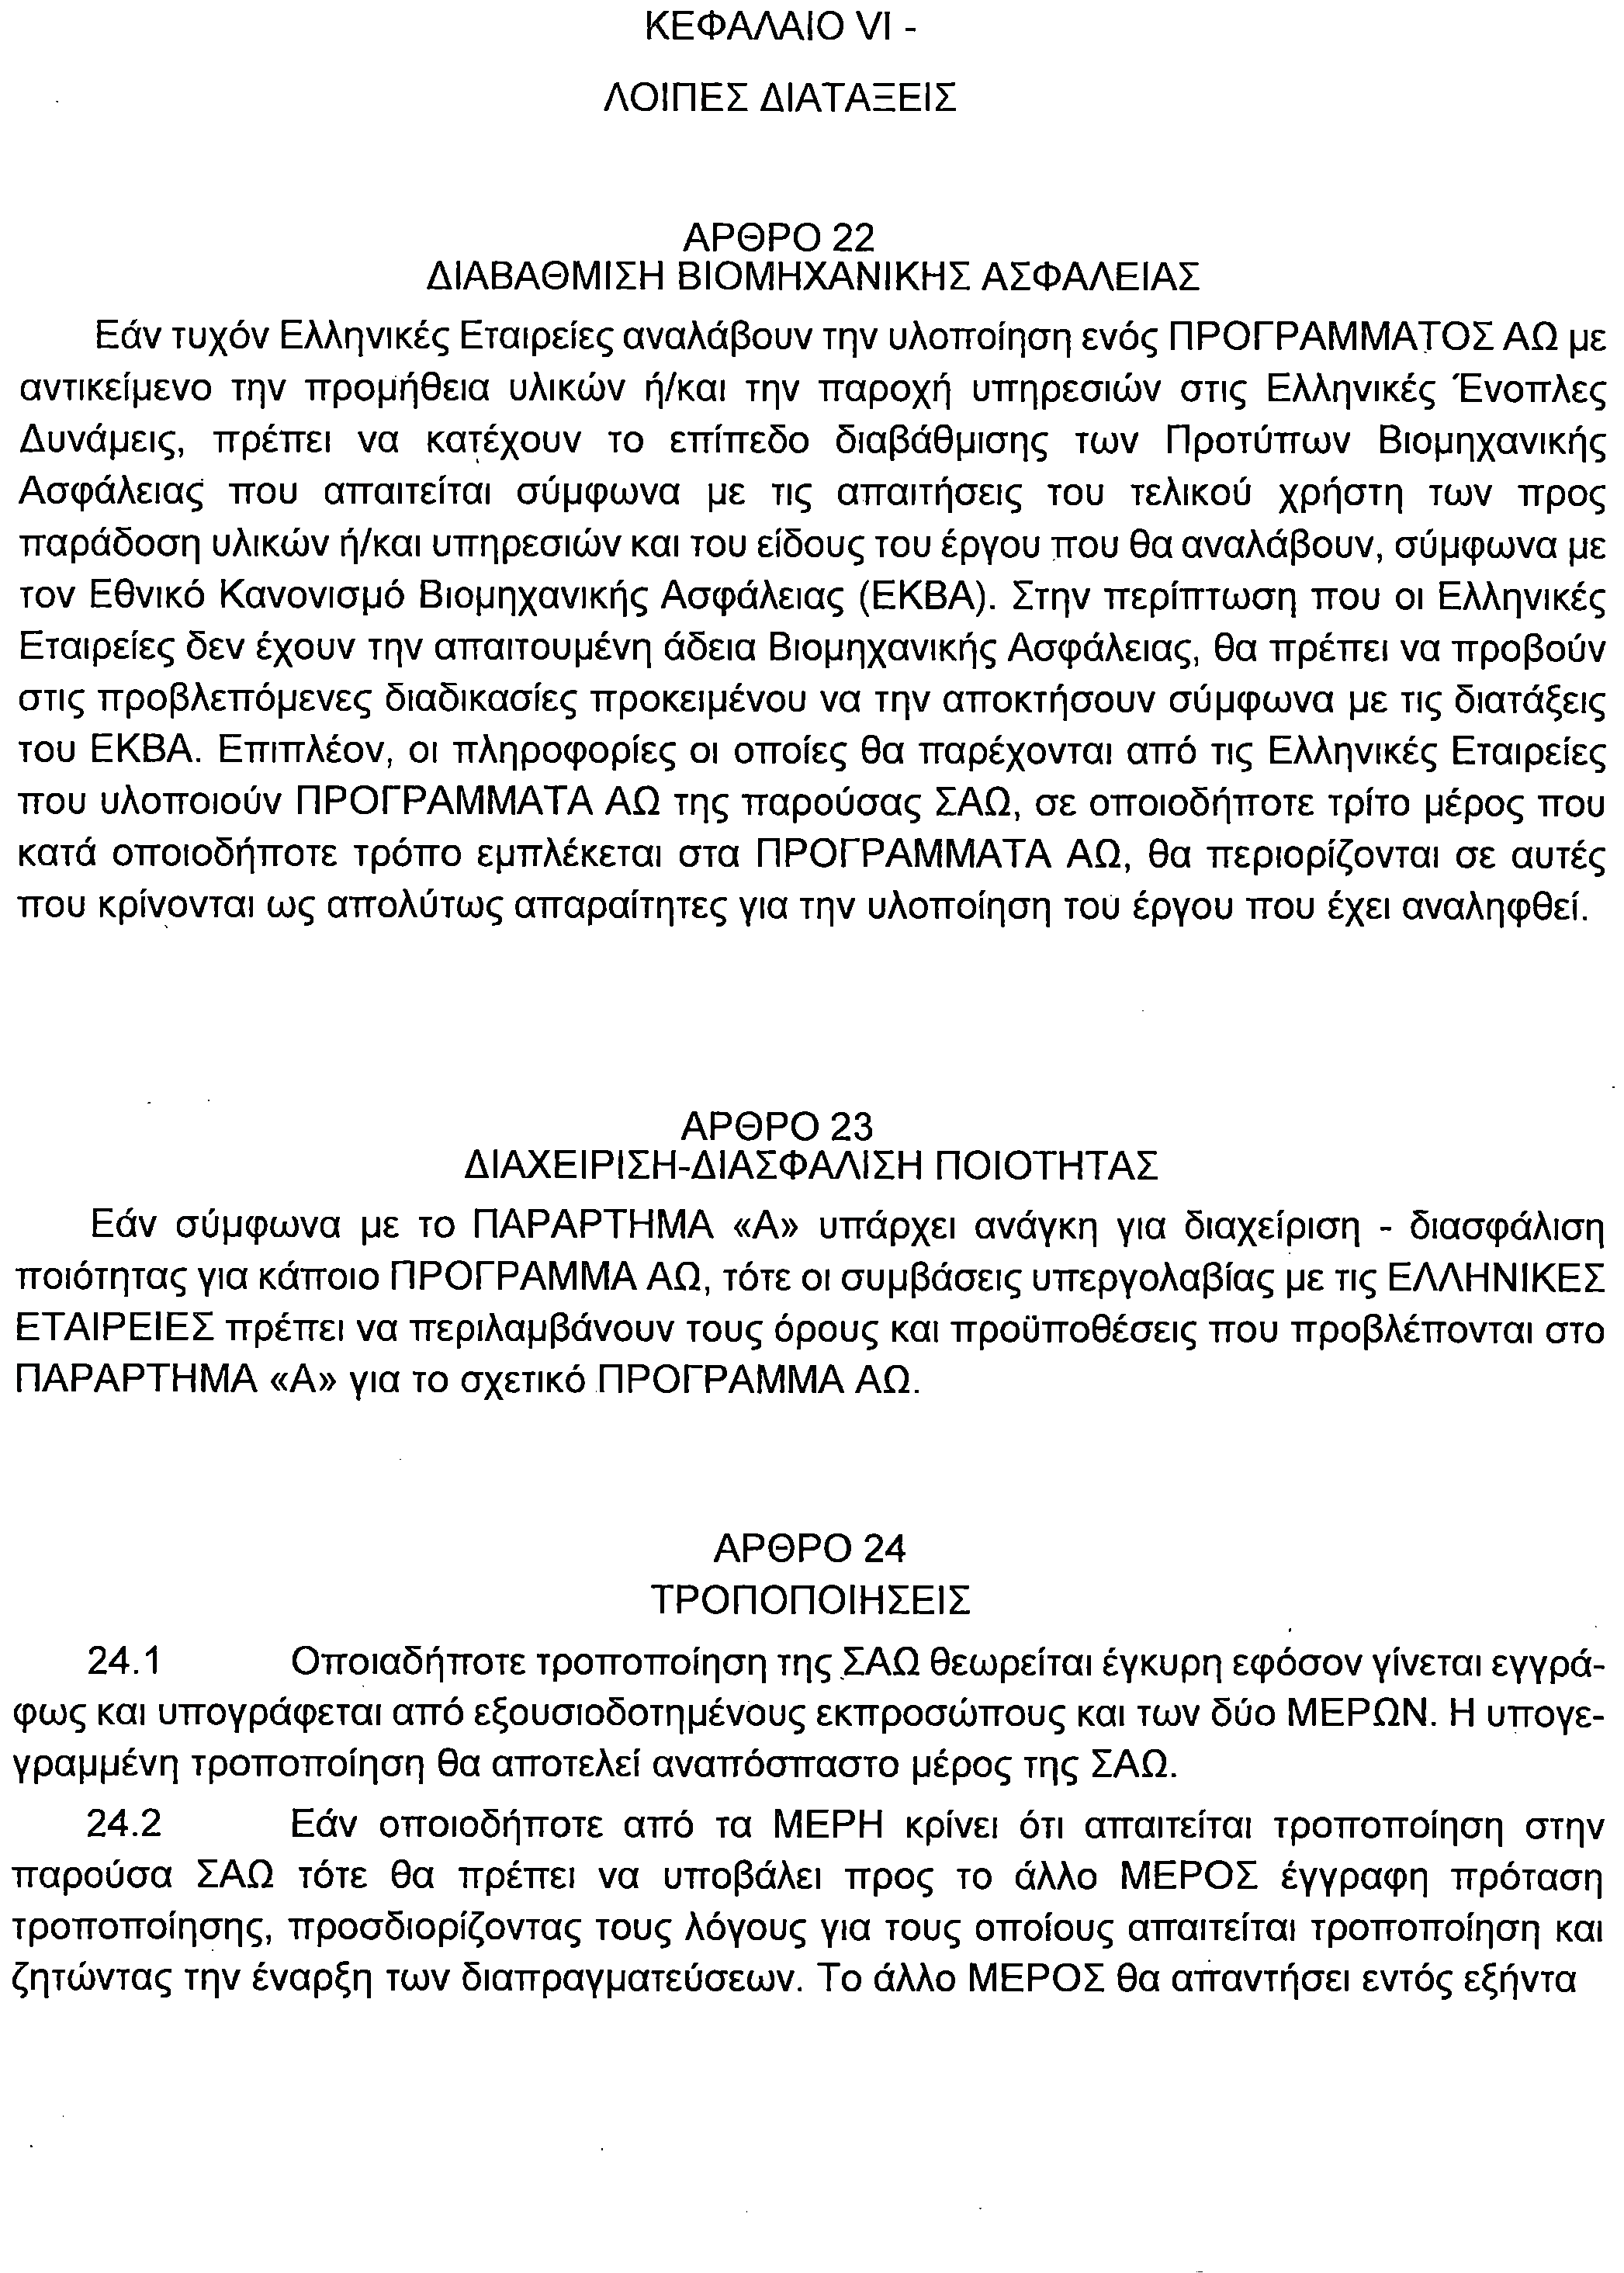 ΚΕΦΑΛΑΙΟ VI -
ΛΟΙΠΕΣ ΔΙΑΤΑΞΕΙΣ
ΑΡΘΡΟ 22
ΔΙΑΒΑΘΜΙΣΗ ΒΙΟΜΗΧΑΝΙΚΗΣ ΑΣΦΑΛΕΙΑΣ
Εάν τυχόν Ελληνικές Εταιρείες αναλάβουν την υλοποίηση ενός ΠΡΟΓΡΑΜΜΑΤΟΣ ΑΩ με
αντικείμενο την προμήθεια υλικών ή/και την παροχή υπηρεσιών στις Ελληνικές Ένοπλες
Δυνάμεις, πρέπει να κατέχουν το επίπεδο διαβάθμισης των Προτύπων Βιομηχανικής
Ασφάλειας που απαιτείται σύμφωνα με τις απαιτήσεις του τελικού χρήστη των προς
παράδοση υλικών ή/και υπηρεσιών και του είδους του έργου που θα αναλάβουν, σύμφωνα με
τον Εθνικό Κανονισμό Βιομηχανικής Ασφάλειας (ΕΚΒΑ). Στην περίπτωση που οι Ελληνικές
Εταιρείες δεν έχουν την απαιτουμένη άδεια Βιομηχανικής Ασφάλειας, θα πρέπει να προβούν
στις προβλεπόμενες διαδικασίες προκειμένου να την αποκτήσουν σύμφωνα με τις διατάξεις
του ΕΚΒΑ. Επιπλέον, οι πληροφορίες οι οποίες θα παρέχονται από τις Ελληνικές Εταιρείες
που υλοποιούν ΠΡΟΓΡΑΜΜΑΤΑ ΑΩ της παρούσας ΣΑΩ, σε οποιοδήποτε τρίτο μέρος που
κατά οποιοδήποτε τρόπο εμπλέκεται στα ΠΡΟΓΡΑΜΜΑΤΑ ΑΩ, θα περιορίζονται σε αυτές
που κρίνονται ως απολύτως απαραίτητες για την υλοποίηση του έργου που έχει αναληφθεί.
ΑΡΘΡΟ 23
ΔΙΑΧΕΙΡΙΣΗ-ΔΙΑΣΦΑΛΙΣΗ ΠΟΙΟΤΗΤΑΣ
Εάν σύμφωνα με το ΠΑΡΑΡΤΗΜΑ «Α» υπάρχει ανάγκη για διαχείριση - διασφάλιση
ποιότητας για κάποιο ΠΡΟΓΡΑΜΜΑ ΑΩ, τότε οι συμβάσεις υπεργολαβίας με τις ΕΛΛΗΝΙΚΕΣ
ΕΤΑΙΡΕΙΕΣ πρέπει να περιλαμβάνουν τους όρους και προϋποθέσεις που προβλέπονται στο
ΠΑΡΑΡΤΗΜΑ «Α» για το σχετικό ΠΡΟΓΡΑΜΜΑ ΑΩ.
ΑΡΘΡΟ 24
ΤΡΟΠΟΠΟΙΗΣΕΙΣ
24.1 Οποιαδήποτε τροποποίηση της ΣΑΩ θεωρείται έγκυρη εφόσον γίνεται εγγρά-
φως και υπογράφεται από εξουσιοδοτημένους εκπροσώπους και των δύο ΜΕΡΩΝ. Η υπογε-
γραμμένη τροποποίηση θα αποτελεί αναπόσπαστο μέρος της ΣΑΩ.
24.2 Εάν οποιοδήποτε από τα ΜΕΡΗ κρίνει ότι απαιτείται τροποποίηση στην
παρούσα ΣΑΩ τότε θα πρέπει να υποβάλει προς το άλλο ΜΕΡΟΣ έγγραφη πρόταση
τροποποίησης, προσδιορίζοντας τους λόγους για τους οποίους απαιτείται τροποποίηση και
ζητώντας την έναρξη των διαπραγματεύσεων. Το άλλο ΜΕΡΟΣ θα απαντήσει εντός εξήντα